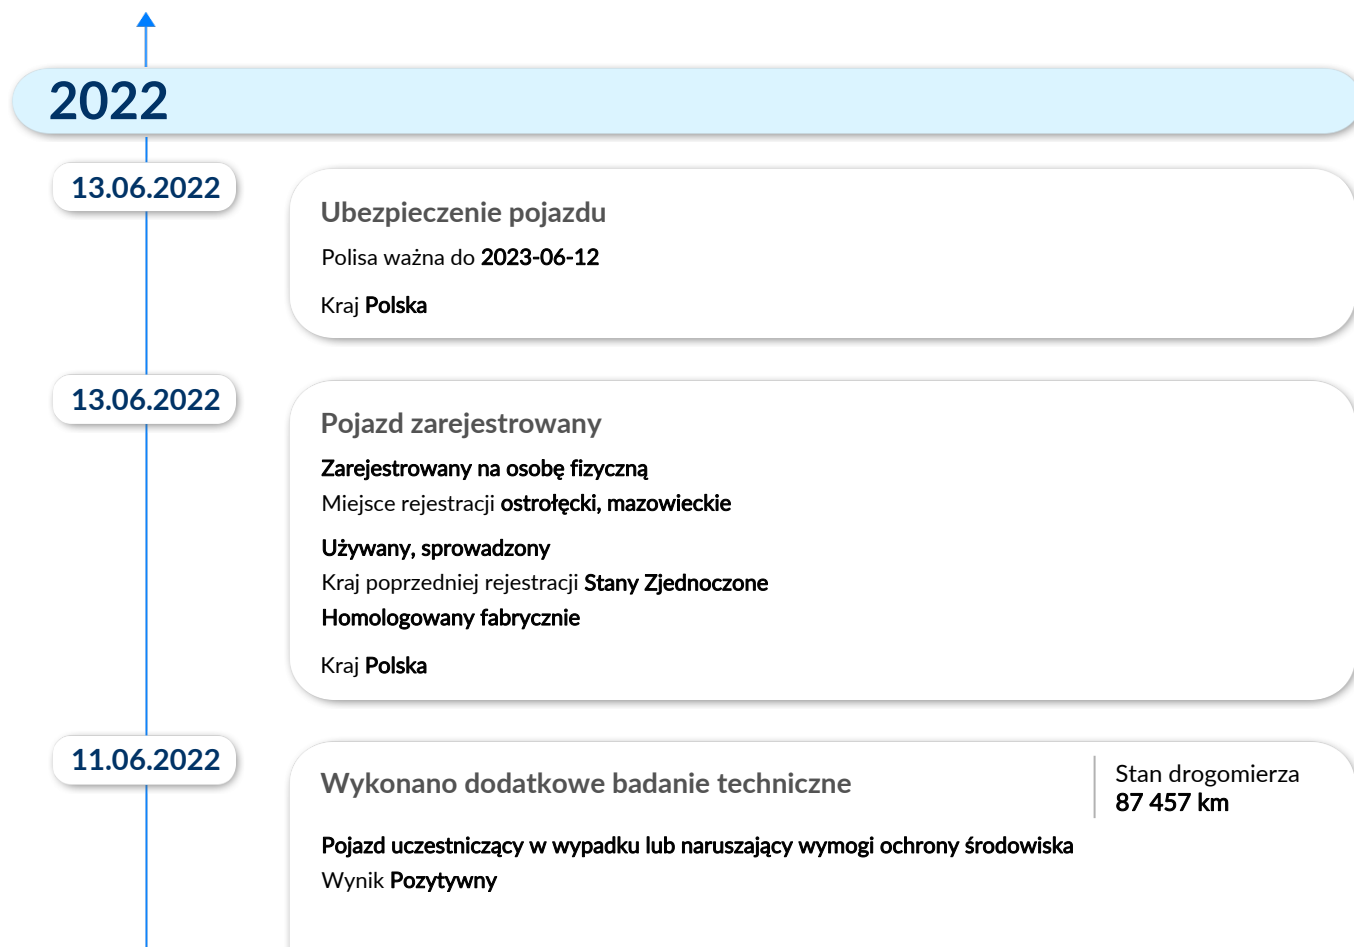 2022
13.06.2022
Ubezpieczenie pojazdu
Polisa ważna do 2023-06-12
Kraj Polska
13.06.2022
Pojazd zarejestrowany
Zarejestrowany na osobę fizyczną
Miejsce rejestracji ostrołęcki, mazowieckie
Używany, sprowadzony
Kraj poprzedniej rejestracji Stany Zjednoczone
Homologowany fabrycznie
Kraj Polska
11.06.2022
Wykonano dodatkowe badanie techniczne
Stan drogomierza
87 457 km
Pojazd uczestniczący w wypadku lub naruszający wymogi ochrony środowiska
Wynik Pozytywny